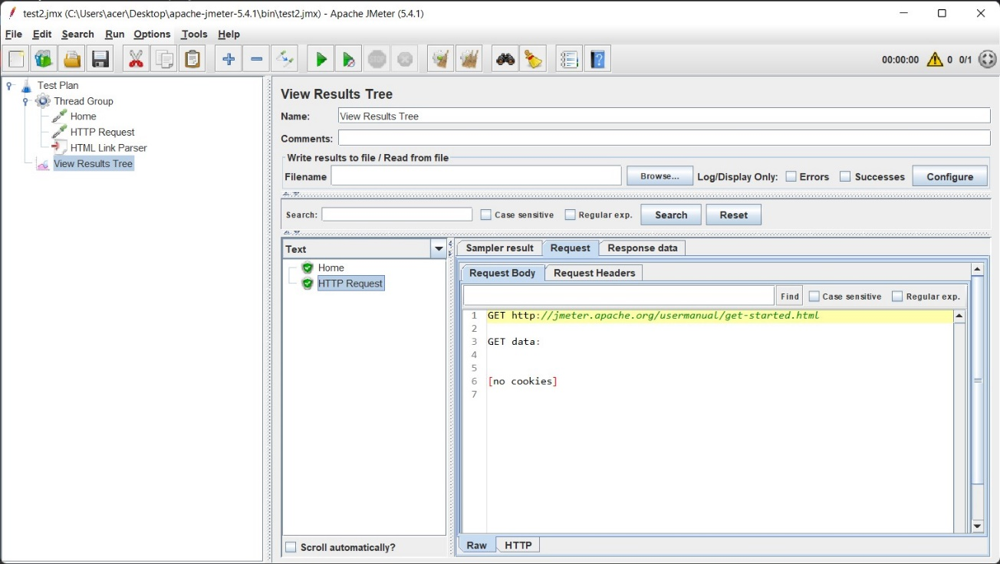 test2.jmx (C:\Users\acer\Desktop\apache-jmeter-5.4.1\bin\test2.jmx) - Apache JMeter (5.4.1)
File Edit Search Run Options Tools Help
STOP 00:00:00 0 0/1
Test Plan
Thread Group
Home
HTTP Request
HTML Link Parser
View Results Tree
View Results Tree
Name: View Results Tree
Comments:
Write results to file / Read from file
Filename Browse... Log/Display Only: Errors Successes Configure
Search: Case sensitive Regular exp. Search Reset
Text
Home
HTTP Request
Scroll automatically?
Sampler result Request Response data
Request Body Request Headers
Find Case sensitive Regular exp.
1 GET http://jmeter.apache.org/usermanual/get-started.html
2
3 GET data:
4
5
6 [no cookies]
7
Raw HTTP